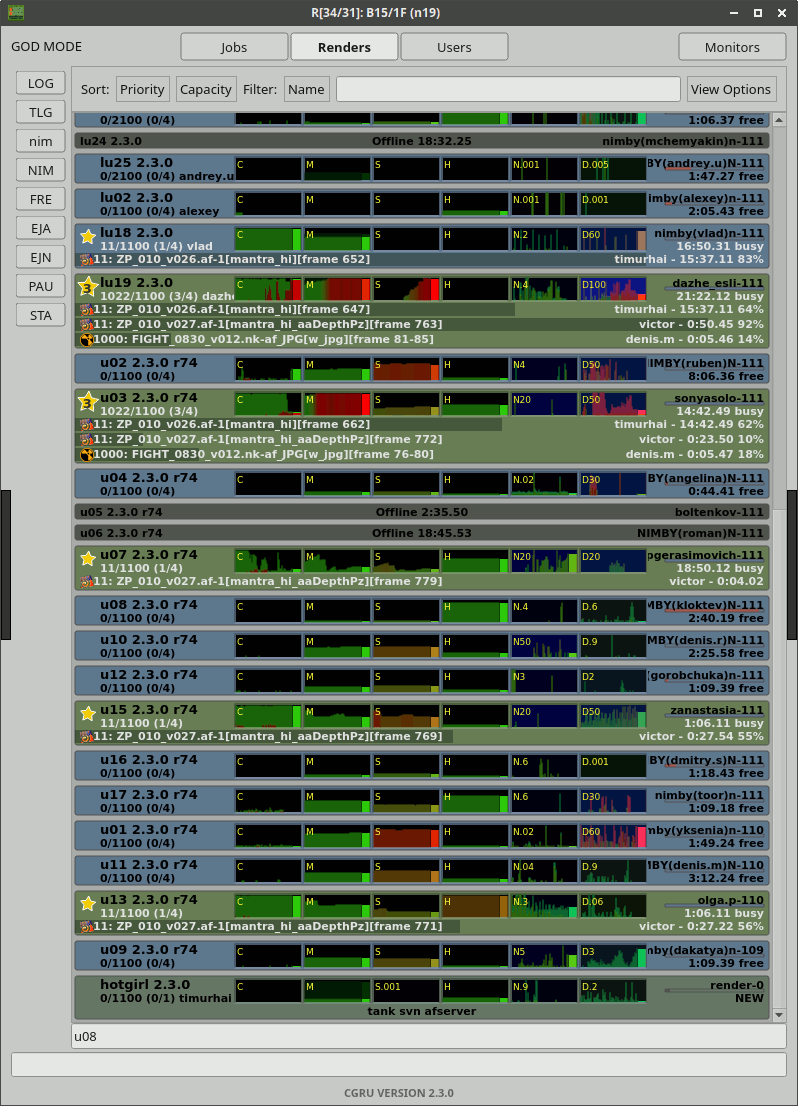 R[34/31]: B15/1F (n19)
GOD MODE
Jobs
Renders
Users
Monitors
LOG
TLG
nim
NIM
FRE
EJA
EJN
PAU
STA
Sort: Priority Capacity Filter: Name View Options
0/2100 (0/4) 1:06.37 free
lu24 2.3.0 Offline 18:32.25 nimby(mchemyakin)n-111
lu25 2.3.0 C M S H N.001 D.005 BY(andrey.u)N-111
0/2100 (0/4) andrey.u 1:47.27 free
lu02 2.3.0 C M S H N.001 D.001 imby(alexey)n-111
0/1100 (0/4) alexey 2:05.43 free
lu18 2.3.0 C M S H N.2 D60 nimby(vlad)n-111
11/1100 (1/4) vlad 16:50.31 busy
11: ZP_010_v026.af-1[mantra_hi][frame 652] timurhai - 15:37.11 83%
3 lu19 2.3.0 C M S H N.4 D100 dazhe_esli-111
1022/1100 (3/4) dazhe 21:22.12 busy
11: ZP_010_v026.af-1[mantra_hi][frame 647] timurhai - 15:37.11 64%
11: ZP_010_v027.af-1[mantra_hi_aaDepthPz][frame 763] victor - 0:50.45 92%
1000: FIGHT_0830_v012.nk-af_JPG[w_jpg][frame 81-85] denis.m - 0:05.46 14%
u02 2.3.0 r74 C M S H N4 D50 IMBY(ruben)N-111
0/1100 (0/4) 8:06.36 free
3 u03 2.3.0 r74 C M S H N20 D50 sonyasolo-111
1022/1100 (3/4) 14:42.49 busy
11: ZP_010_v026.af-1[mantra_hi][frame 662] timurhai - 14:42.49 62%
11: ZP_010_v027.af-1[mantra_hi_aaDepthPz][frame 772] victor - 0:23.50 10%
1000: FIGHT_0830_v012.nk-af_JPG[w_jpg][frame 76-80] denis.m - 0:05.47 18%
u04 2.3.0 r74 C M S H N.02 D30 BY(angelina)N-111
0/1100 (0/4) 0:44.41 free
u05 2.3.0 r74 Offline 2:35.50 boltenkov-111
u06 2.3.0 r74 Offline 18:45.53 NIMBY(roman)N-111
u07 2.3.0 r74 C M S H N20 D20 pgerasimovich-111
11/1100 (1/4) 18:50.12 busy
11: ZP_010_v027.af-1[mantra_hi_aaDepthPz][frame 779] victor - 0:04.02
u08 2.3.0 r74 C M S H N.4 D.6 MBY(kloktev)N-111
0/1100 (0/4) 2:40.19 free
u10 2.3.0 r74 C M S H N50 D.9 MBY(denis.r)N-111
0/1100 (0/4) 2:25.58 free
u12 2.3.0 r74 C M S H N3 D2 (gorobchuka)n-111
0/1100 (0/4) 1:09.39 free
u15 2.3.0 r74 C M S H N20 D50 zanastasia-111
11/1100 (1/4) 1:06.11 busy
11: ZP_010_v027.af-1[mantra_hi_aaDepthPz][frame 769] victor - 0:27.54 55%
u16 2.3.0 r74 C M S H N.6 D.001 BY(dmitry.s)N-111
0/1100 (0/4) 1:18.43 free
u17 2.3.0 r74 C M S H N.6 D30 nimby(toor)n-111
0/1100 (0/4) 1:09.18 free
u01 2.3.0 r74 C M S H N.02 D60 mby(yksenia)n-110
0/1100 (0/4) 1:49.24 free
u11 2.3.0 r74 C M S H N.04 D.9 IBY(denis.m)N-110
0/1100 (0/4) 3:12.24 free
u13 2.3.0 r74 C M S H N.3 D.06 olga.p-110
11/1100 (1/4) 1:06.11 busy
11: ZP_010_v027.af-1[mantra_hi_aaDepthPz][frame 771] victor - 0:27.22 56%
u09 2.3.0 r74 C M S H N5 D3 nby(dakatya)n-109
0/1100 (0/4) 1:09.39 free
hotgirl 2.3.0 C M S.001 H N.9 D.2 render-0
0/1100 (0/1) timurhai NEW
tank svn afserver
u08
CGRU VERSION 2.3.0